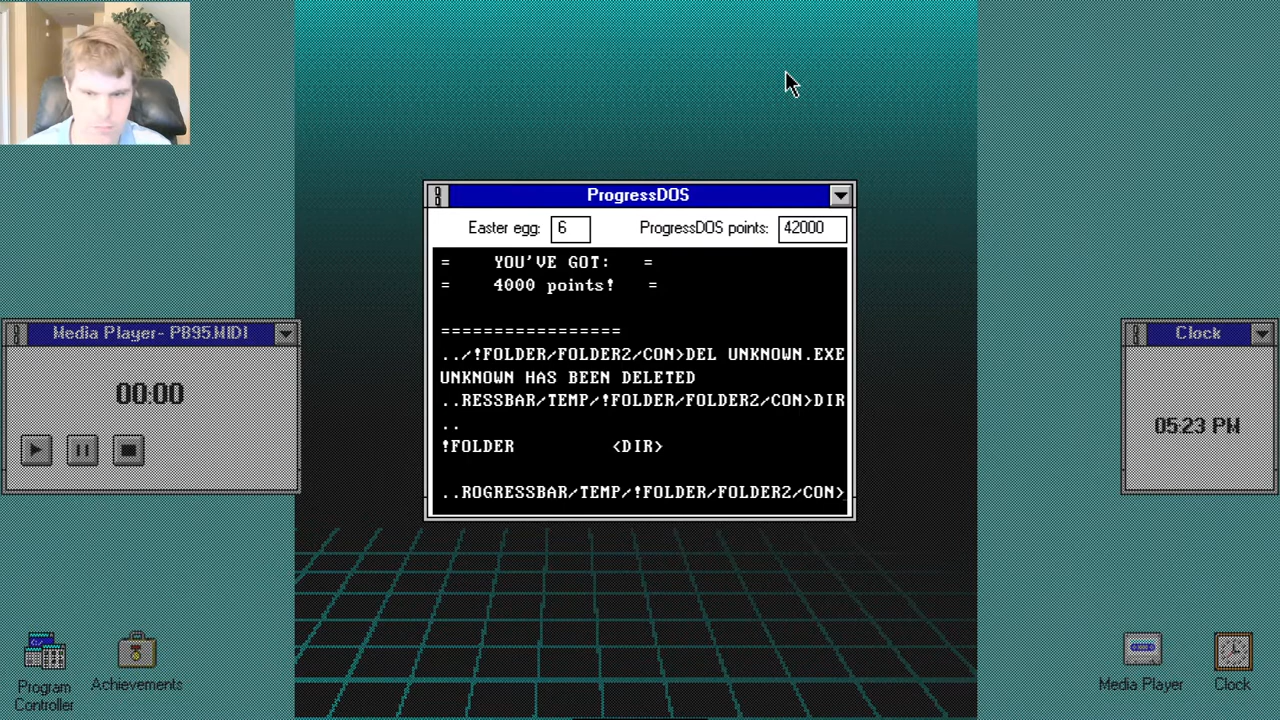 ProgressDOS
Easter egg: 6 ProgressDOS points: 42000
= YOU'VE GOT: =
= 4000 points! =
=================
../!FOLDER/FOLDER2/CON>DEL UNKNOWN.EXE
UNKNOWN HAS BEEN DELETED
..RESSBAR/TEMP/!FOLDER/FOLDER2/CON>DIR
..
!FOLDER <DIR>
..ROGRESSBAR/TEMP/!FOLDER/FOLDER2/CON>
Media Player- PB95.MIDI
00:00
Clock
05:23 PM
Program
Controller
Achievements
Media Player
Clock